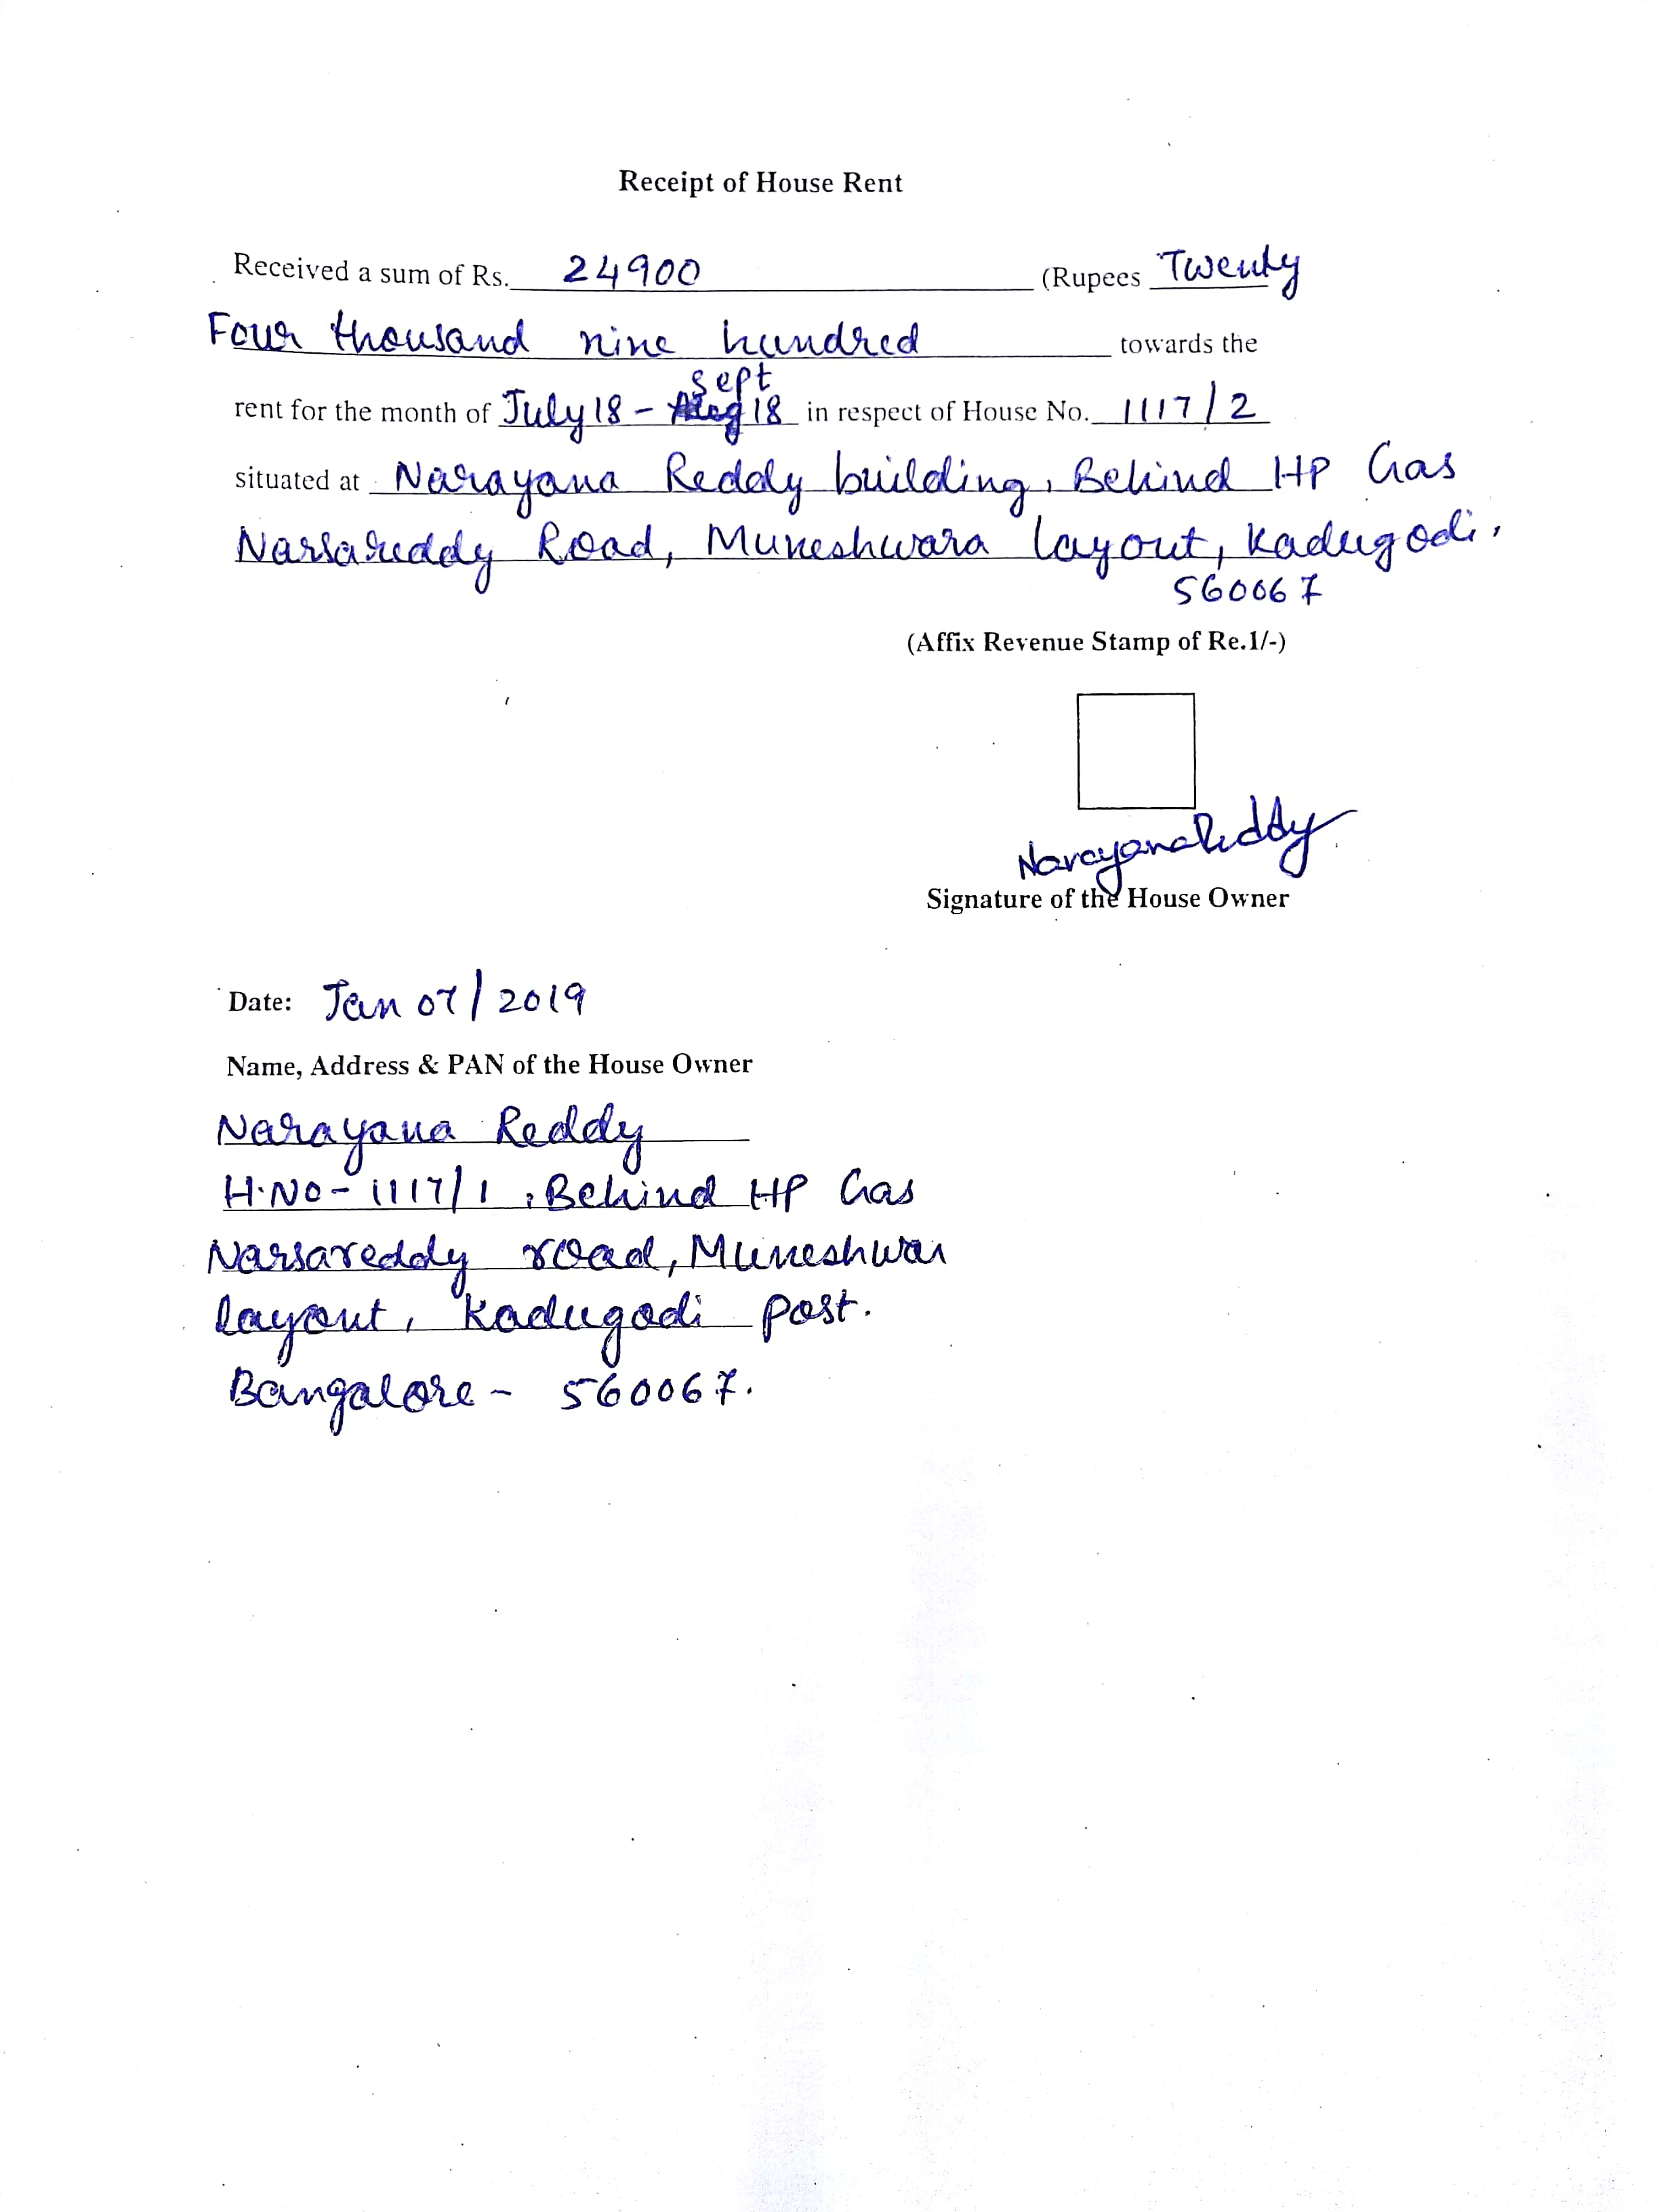 Receipt of House Rent
Received a sum of Rs. 24900 (Rupees Twenty
Four thousand nine hundred towards the
sept
rent for the month of July 18 - Aug 18 in respect of House No. 1117/2
situated at Narayana Reddy building, Behind HP Gas
Narsareddy Road, Muneshwara layout, Kadugodi,
560067
(Affix Revenue Stamp of Re.1/-)
Narayana Reddy
Signature of the House Owner
Date: Jan 07/2019
Name, Address & PAN of the House Owner
Narayana Reddy
H.No - 1117/1, Behind HP Gas
Narsareddy road, Muneshwar
layout, Kadugodi post.
Bangalore - 560067.